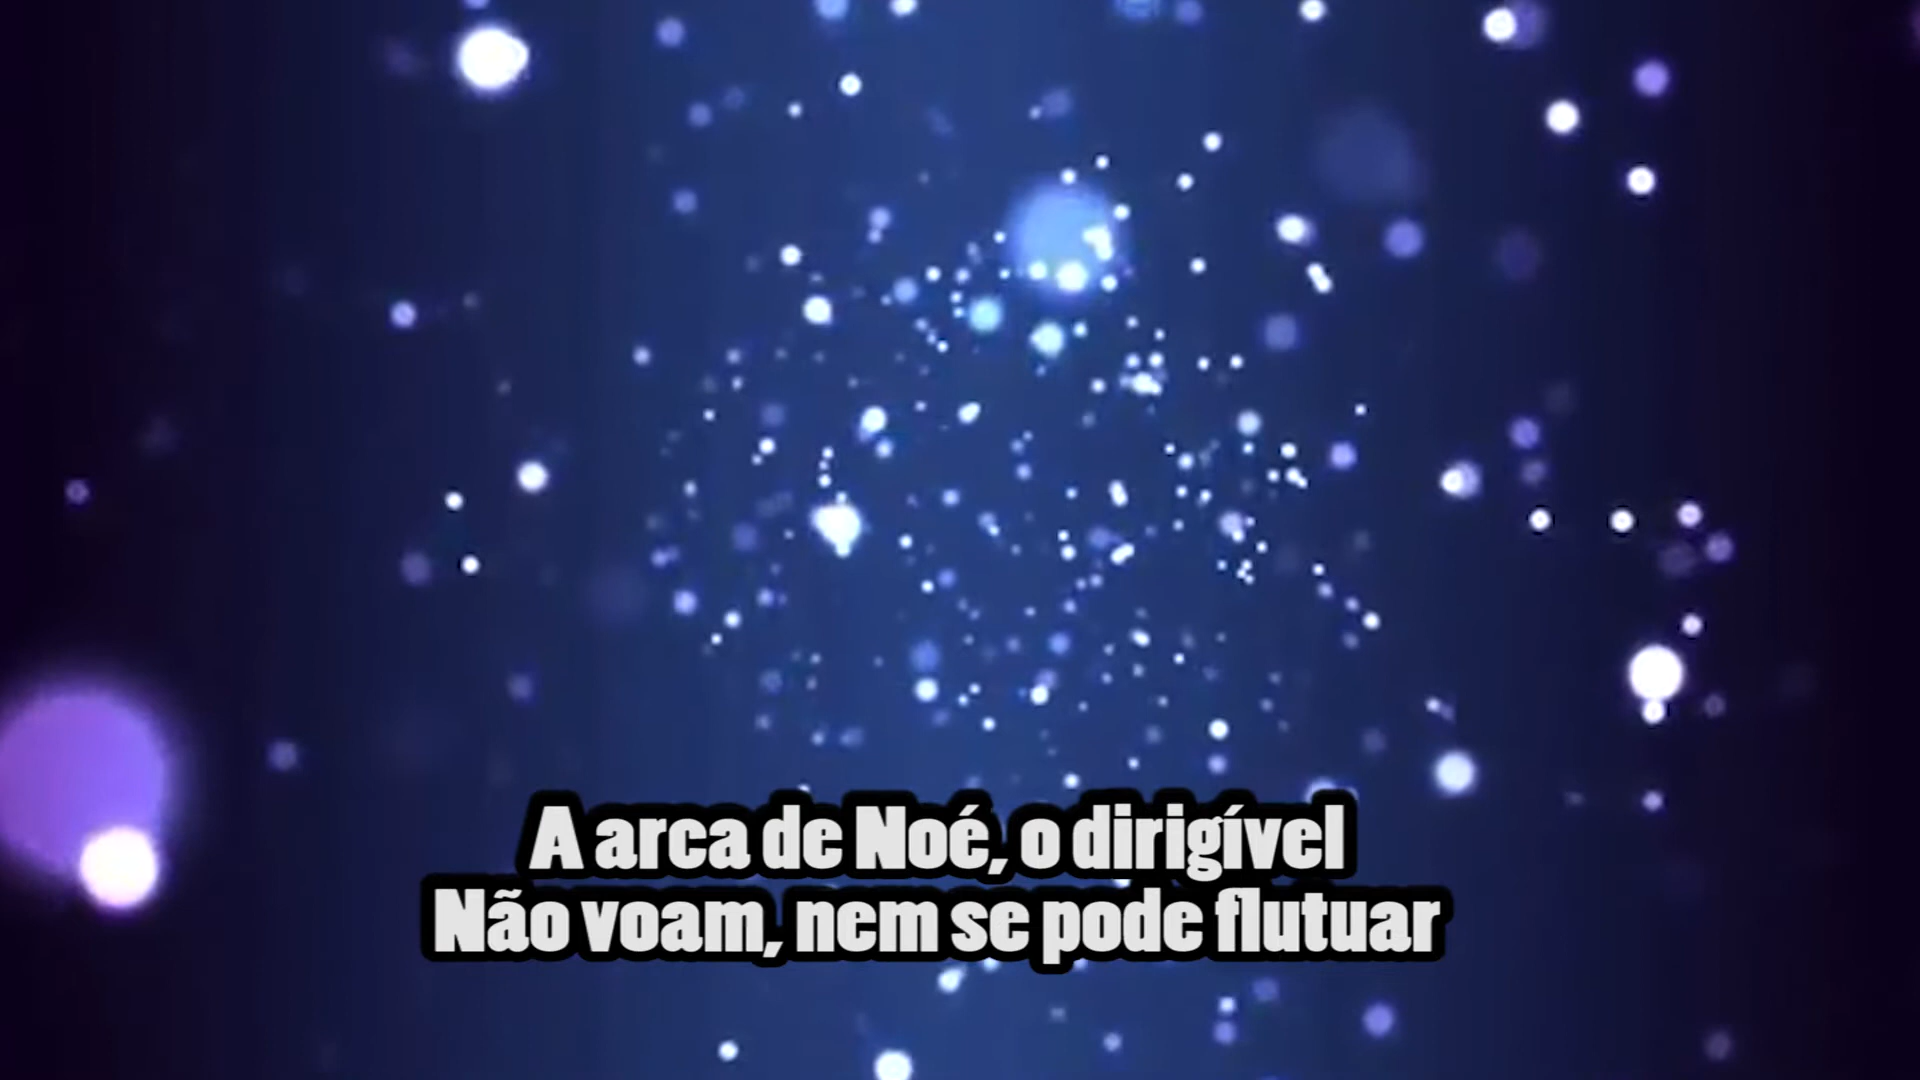 A arca de Noé, o dirigível
Não voam, nem se pode flutuar